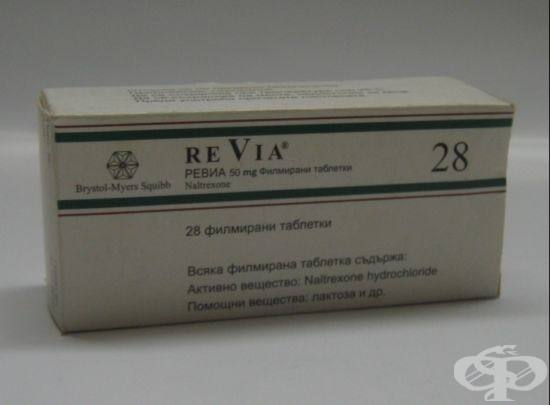 REVIA®
РЕВИА 50 mg Филмирани таблетки
Naltrexone
Brystol-Myers Squibb
28
28 филмирани таблетки
Всяка филмирана таблетка съдържа:
Активно вещество: Naltrexone hydrochloride
Помощни вещества: лактоза и др.